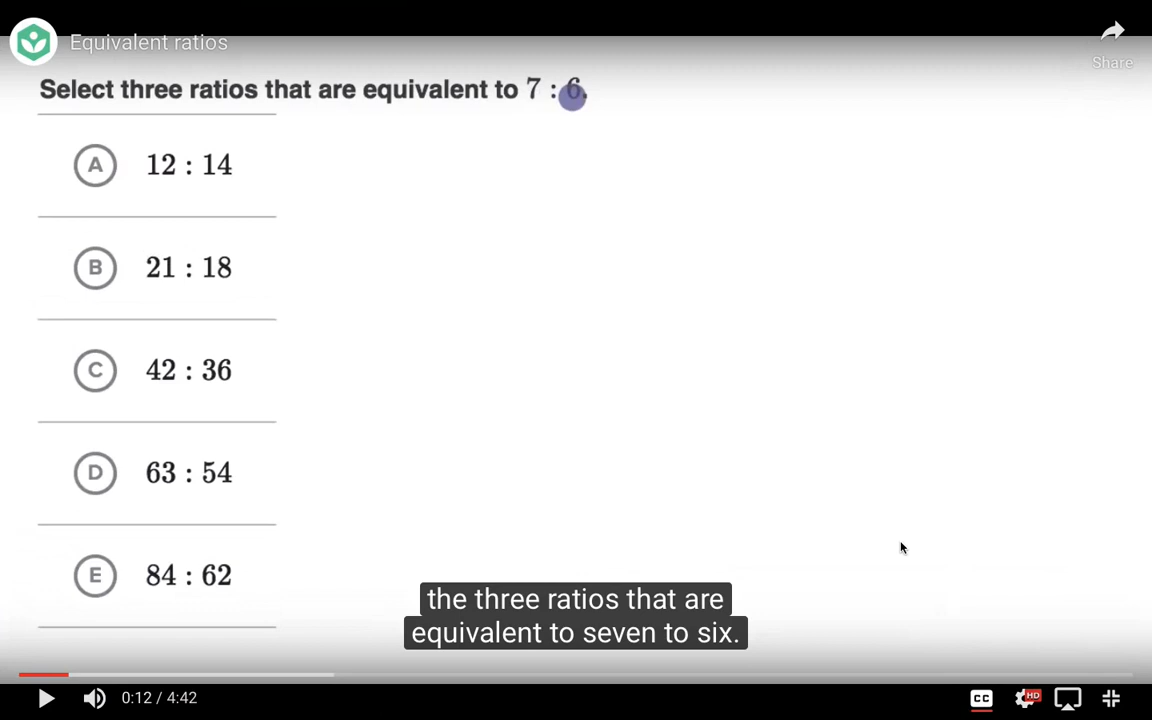 Equivalent ratios
Share
Select three ratios that are equivalent to 7 : 6.
A 12 : 14
B 21 : 18
C 42 : 36
D 63 : 54
E 84 : 62
the three ratios that are
equivalent to seven to six.
0:12 / 4:42
CC
HD